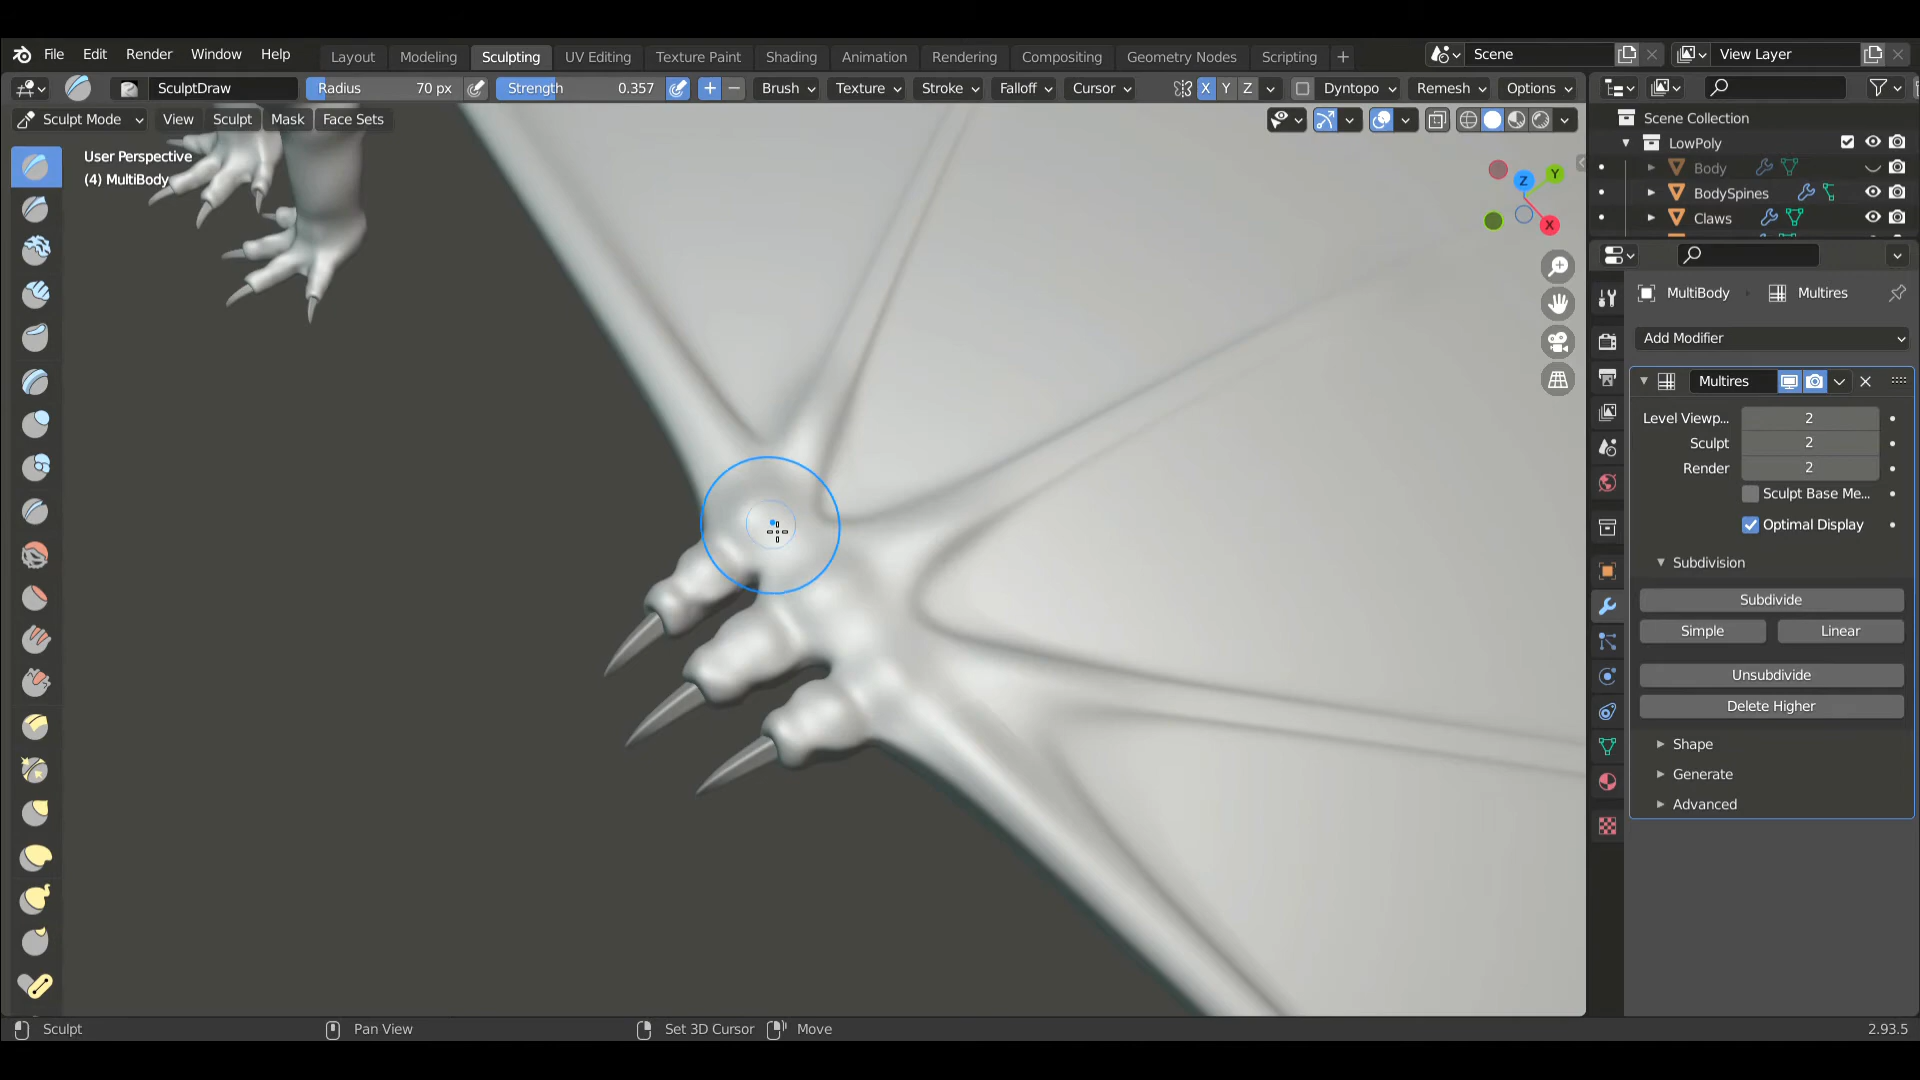 File Edit Render Window Help Layout Modeling Sculpting UV Editing Texture Paint Shading Animation Rendering Compositing Geometry Nodes Scripting + Scene View Layer
SculptDraw Radius 70 px Strength 0.357 Brush Texture Stroke Falloff Cursor X Y Z Dyntopo Remesh Options
Sculpt Mode View Sculpt Mask Face Sets
User Perspective
(4) MultiBody
Z Y X
Scene Collection
LowPoly
Body
BodySpines
Claws
MultiBody Multires
Add Modifier
Multires
Level Viewp... 2
Sculpt 2
Render 2
Sculpt Base Me...
Optimal Display
Subdivision
Subdivide
Simple Linear
Unsubdivide
Delete Higher
Shape
Generate
Advanced
Sculpt Pan View Set 3D Cursor Move 2.93.5